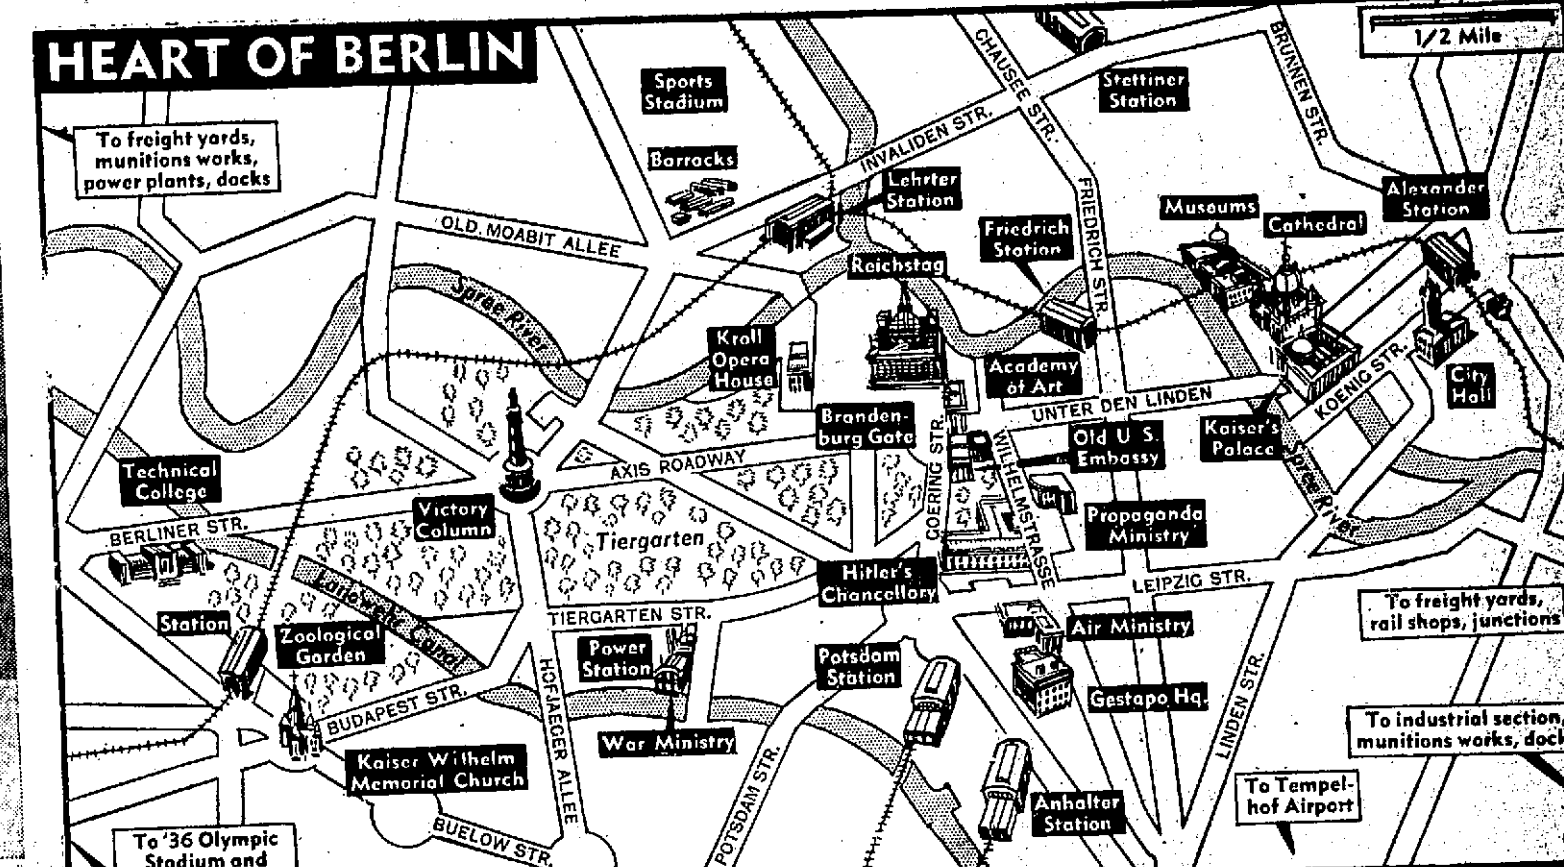 HEART OF BERLIN
1/2 Mile
To freight yards,
munitions works,
power plants, docks
Sports
Stadium
Barracks
CHAUSEE STR.
Stettiner
Station
BRUNNEN STR.
INVALIDEN STR.
Lehrter
Station
OLD. MOABIT ALLEE
FRIEDRICH STR.
Friedrich
Station
Museums
Cathedral
Alexander
Station
Reichstag
Spree River
Kroll
Opera
House
Academy
of Art
UNTER DEN LINDEN
KOENIG STR.
City
Hall
Kaiser's
Palace
Branden-
burg Gate
GOERING STR.
WILHELMSTRASSE
Old U S.
Embassy
Spree River
AXIS ROADWAY
Technical
College
BERLINER STR.
Victory
Column
Tiergarten
Propaganda
Ministry
Hitler's
Chancellory
LEIPZIG STR.
Landwehr Canal
TIERGARTEN STR.
To freight yards,
rail shops, junctions
Station
Zoological
Garden
Power
Station
Potsdam
Station
Air Ministry
Gestapo Hq.
LINDEN STR.
BUDAPEST STR.
HOFJAEGER ALLEE
War Ministry
To industrial section,
munitions works, dock
Kaiser Wilhelm
Memorial Church
POTSDAM STR.
Anhalter
Station
To Tempel-
hof Airport
BUELOW STR.
To '36 Olympic
Stadium and